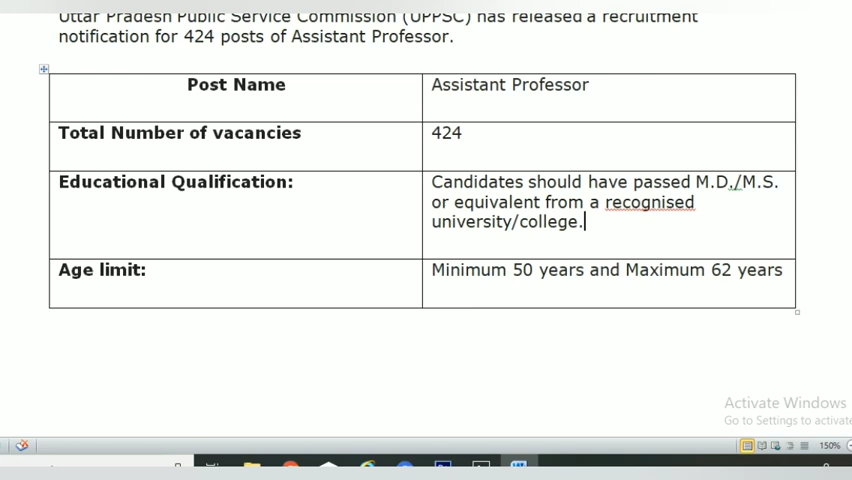 Uttar Pradesh Public Service Commission (UPPSC) has released a recruitment
notification for 424 posts of Assistant Professor.
Post Name
Assistant Professor
Total Number of vacancies
424
Educational Qualification:
Candidates should have passed M.D./M.S.
or equivalent from a recognised
university/college.
Age limit:
Minimum 50 years and Maximum 62 years
Activate Windows
Go to Settings to activate
150%